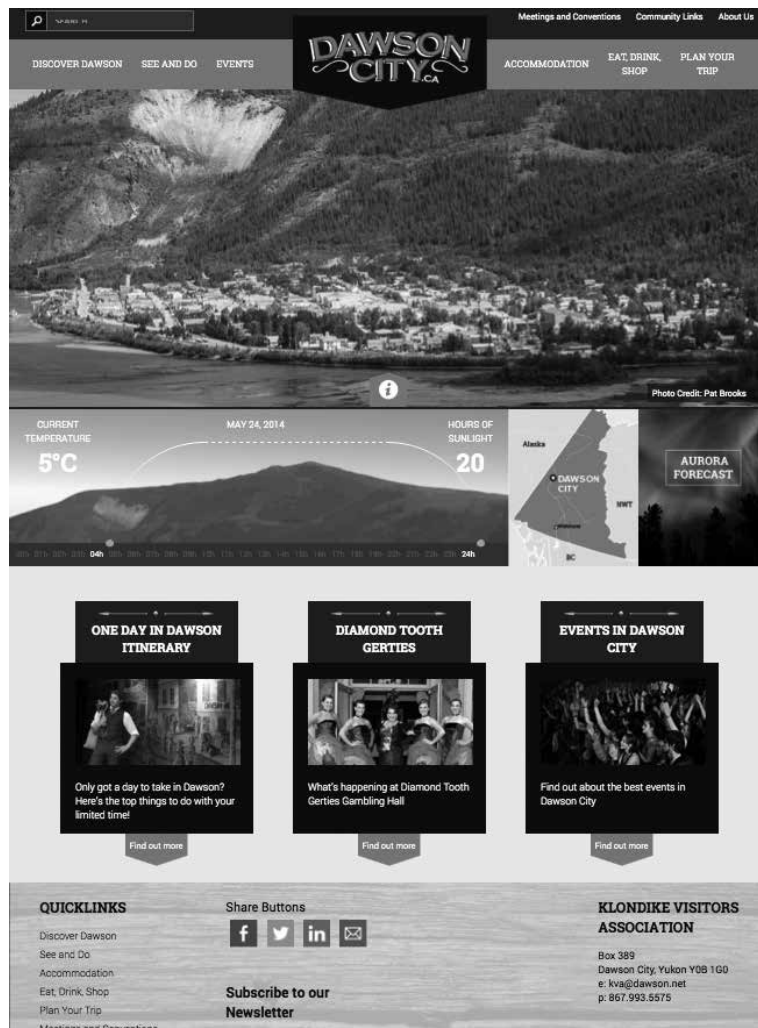 SEARCH
Meetings and Conventions Community Links About Us
DISCOVER DAWSON SEE AND DO EVENTS
DAWSON
CITY.CA
ACCOMMODATION
EAT, DRINK,
SHOP
PLAN YOUR
TRIP
i
Photo Credit: Pat Brooks
CURRENT
TEMPERATURE
5°C
MAY 24, 2014
HOURS OF
SUNLIGHT
20
04h
24h
Alaska
DAWSON
CITY
NWT
BC
AURORA
FORECAST
ONE DAY IN DAWSON
ITINERARY
Only got a day to take in Dawson?
Here's the top things to do with your
limited time!
Find out more
DIAMOND TOOTH
GERTIES
What's happening at Diamond Tooth
Gerties Gambling Hall
Find out more
EVENTS IN DAWSON
CITY
Find out about the best events in
Dawson City
Find out more
QUICKLINKS
Discover Dawson
See and Do
Accommodation
Eat, Drink, Shop
Plan Your Trip
Meetings and Conventions
Share Buttons
f in
Subscribe to our
Newsletter
KLONDIKE VISITORS
ASSOCIATION
Box 389
Dawson City, Yukon Y0B 1G0
e: kva@dawson.net
p: 867.993.5575